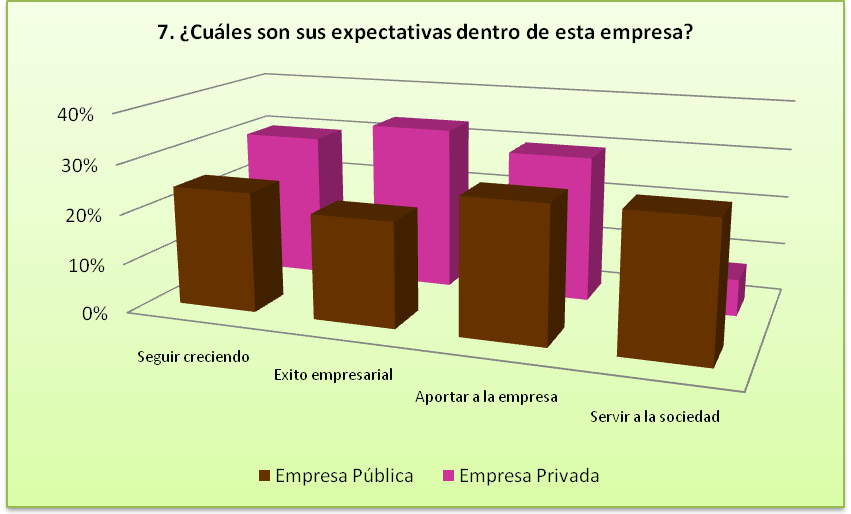 7. ¿Cuáles son sus expectativas dentro de esta empresa?
40%
30%
20%
10%
0%
Seguir creciendo
Exito empresarial
Aportar a la empresa
Servir a la sociedad
Empresa Pública
Empresa Privada